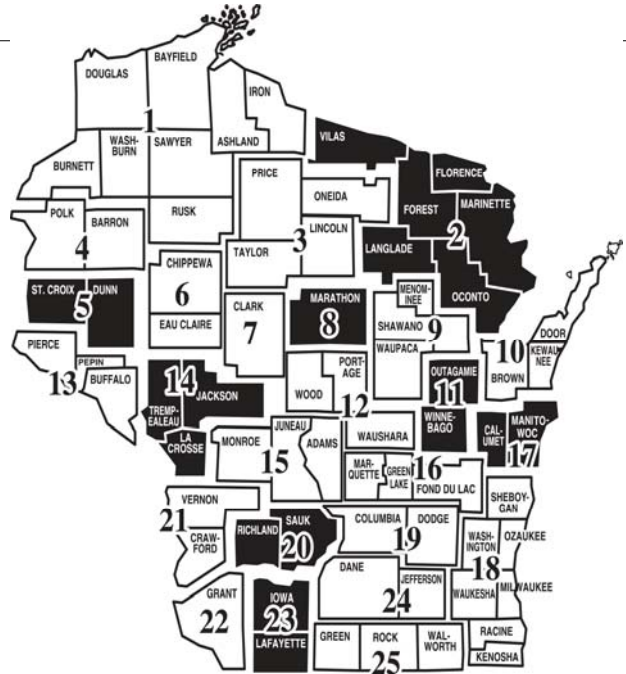 BAYFIELD
DOUGLAS
IRON
1
WASH-
BURN
SAWYER
ASHLAND
VILAS
BURNETT
PRICE
FLORENCE
ONEIDA
FOREST
MARINETTE
POLK
BARRON
RUSK
LINCOLN
2
4
TAYLOR
3
LANGLADE
CHIPPEWA
ST. CROIX
DUNN
6
MENOM-
INEE
OCONTO
5
CLARK
MARATHON
8
EAU CLAIRE
7
SHAWANO
9
DOOR
PIERCE
WAUPACA
10
KEWAU
NEE
PEPIN
PORT-
AGE
13
BUFFALO
14
JACKSON
WOOD
OUTAGAMIE
11
BROWN
TREMP-
EALEAU
12
WINNE-
BAGO
CAL-
UMET
MANITO-
WOC
17
LA
CROSSE
MONROE
JUNEAU
ADAMS
WAUSHARA
15
MAR-
QUETTE
GREEN
LAKE
16
FOND DU LAC
VERNON
SHEBOY-
GAN
21
CRAW-
FORD
RICHLAND
SAUK
20
COLUMBIA
DODGE
19
WASH-
INGTON
OZAUKEE
18
DANE
JEFFERSON
24
WAUKESHA
MILWAUKEE
GRANT
22
IOWA
23
LAFAYETTE
GREEN
ROCK
25
WAL-
WORTH
RACINE
KENOSHA